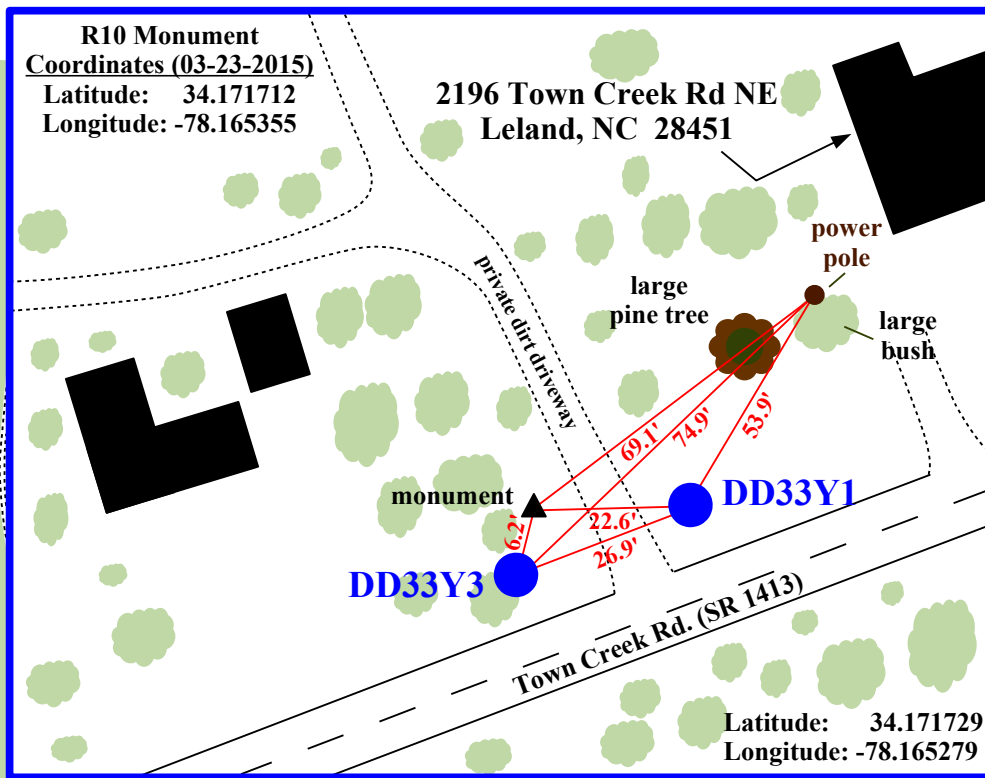 R10 Monument
Coordinates (03-23-2015)
Latitude: 34.171712
Longitude: -78.165355
2196 Town Creek Rd NE
Leland, NC 28451
power
pole
large
pine tree
large
bush
private dirt driveway
69.1'
74.9'
53.9'
monument
DD33Y1
22.6'
6.2'
26.9'
DD33Y3
Town Creek Rd. (SR 1413)
Latitude: 34.171729
Longitude: -78.165279